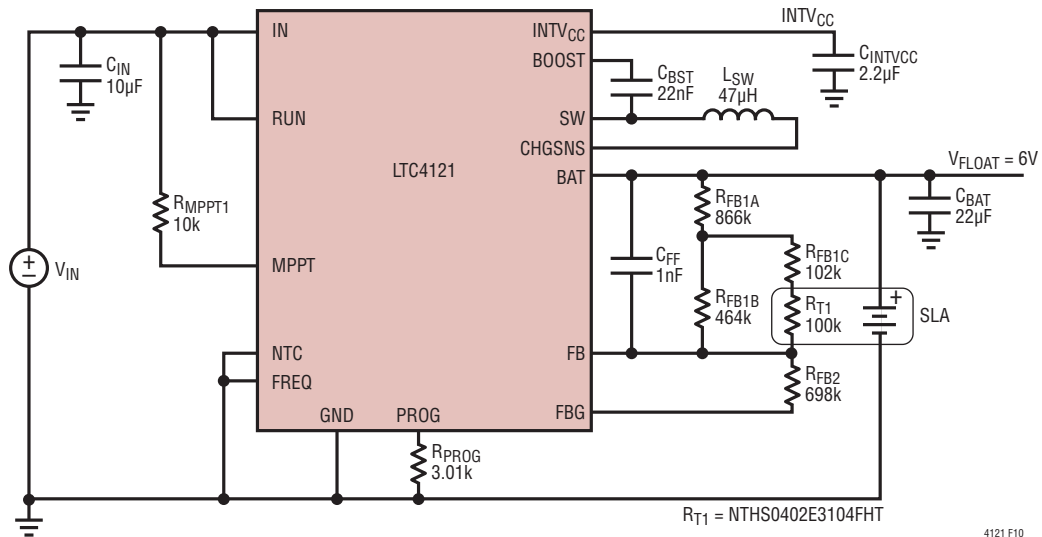 INTVCC
IN
INTVCC
BOOST
CIN
10µF
CBST
22nF
LSW
47µH
CINTVCC
2.2µF
RUN
SW
CHGSNS
LTC4121
BAT
VFLOAT = 6V
RMPPT1
10k
RFB1A
866k
CBAT
22µF
VIN
+
–
MPPT
CFF
1nF
RFB1C
102k
RFB1B
464k
RT1
100k
+
SLA
NTC
FB
FREQ
RFB2
698k
GND
PROG
FBG
RPROG
3.01k
RT1 = NTHS0402E3104FHT
4121 F10